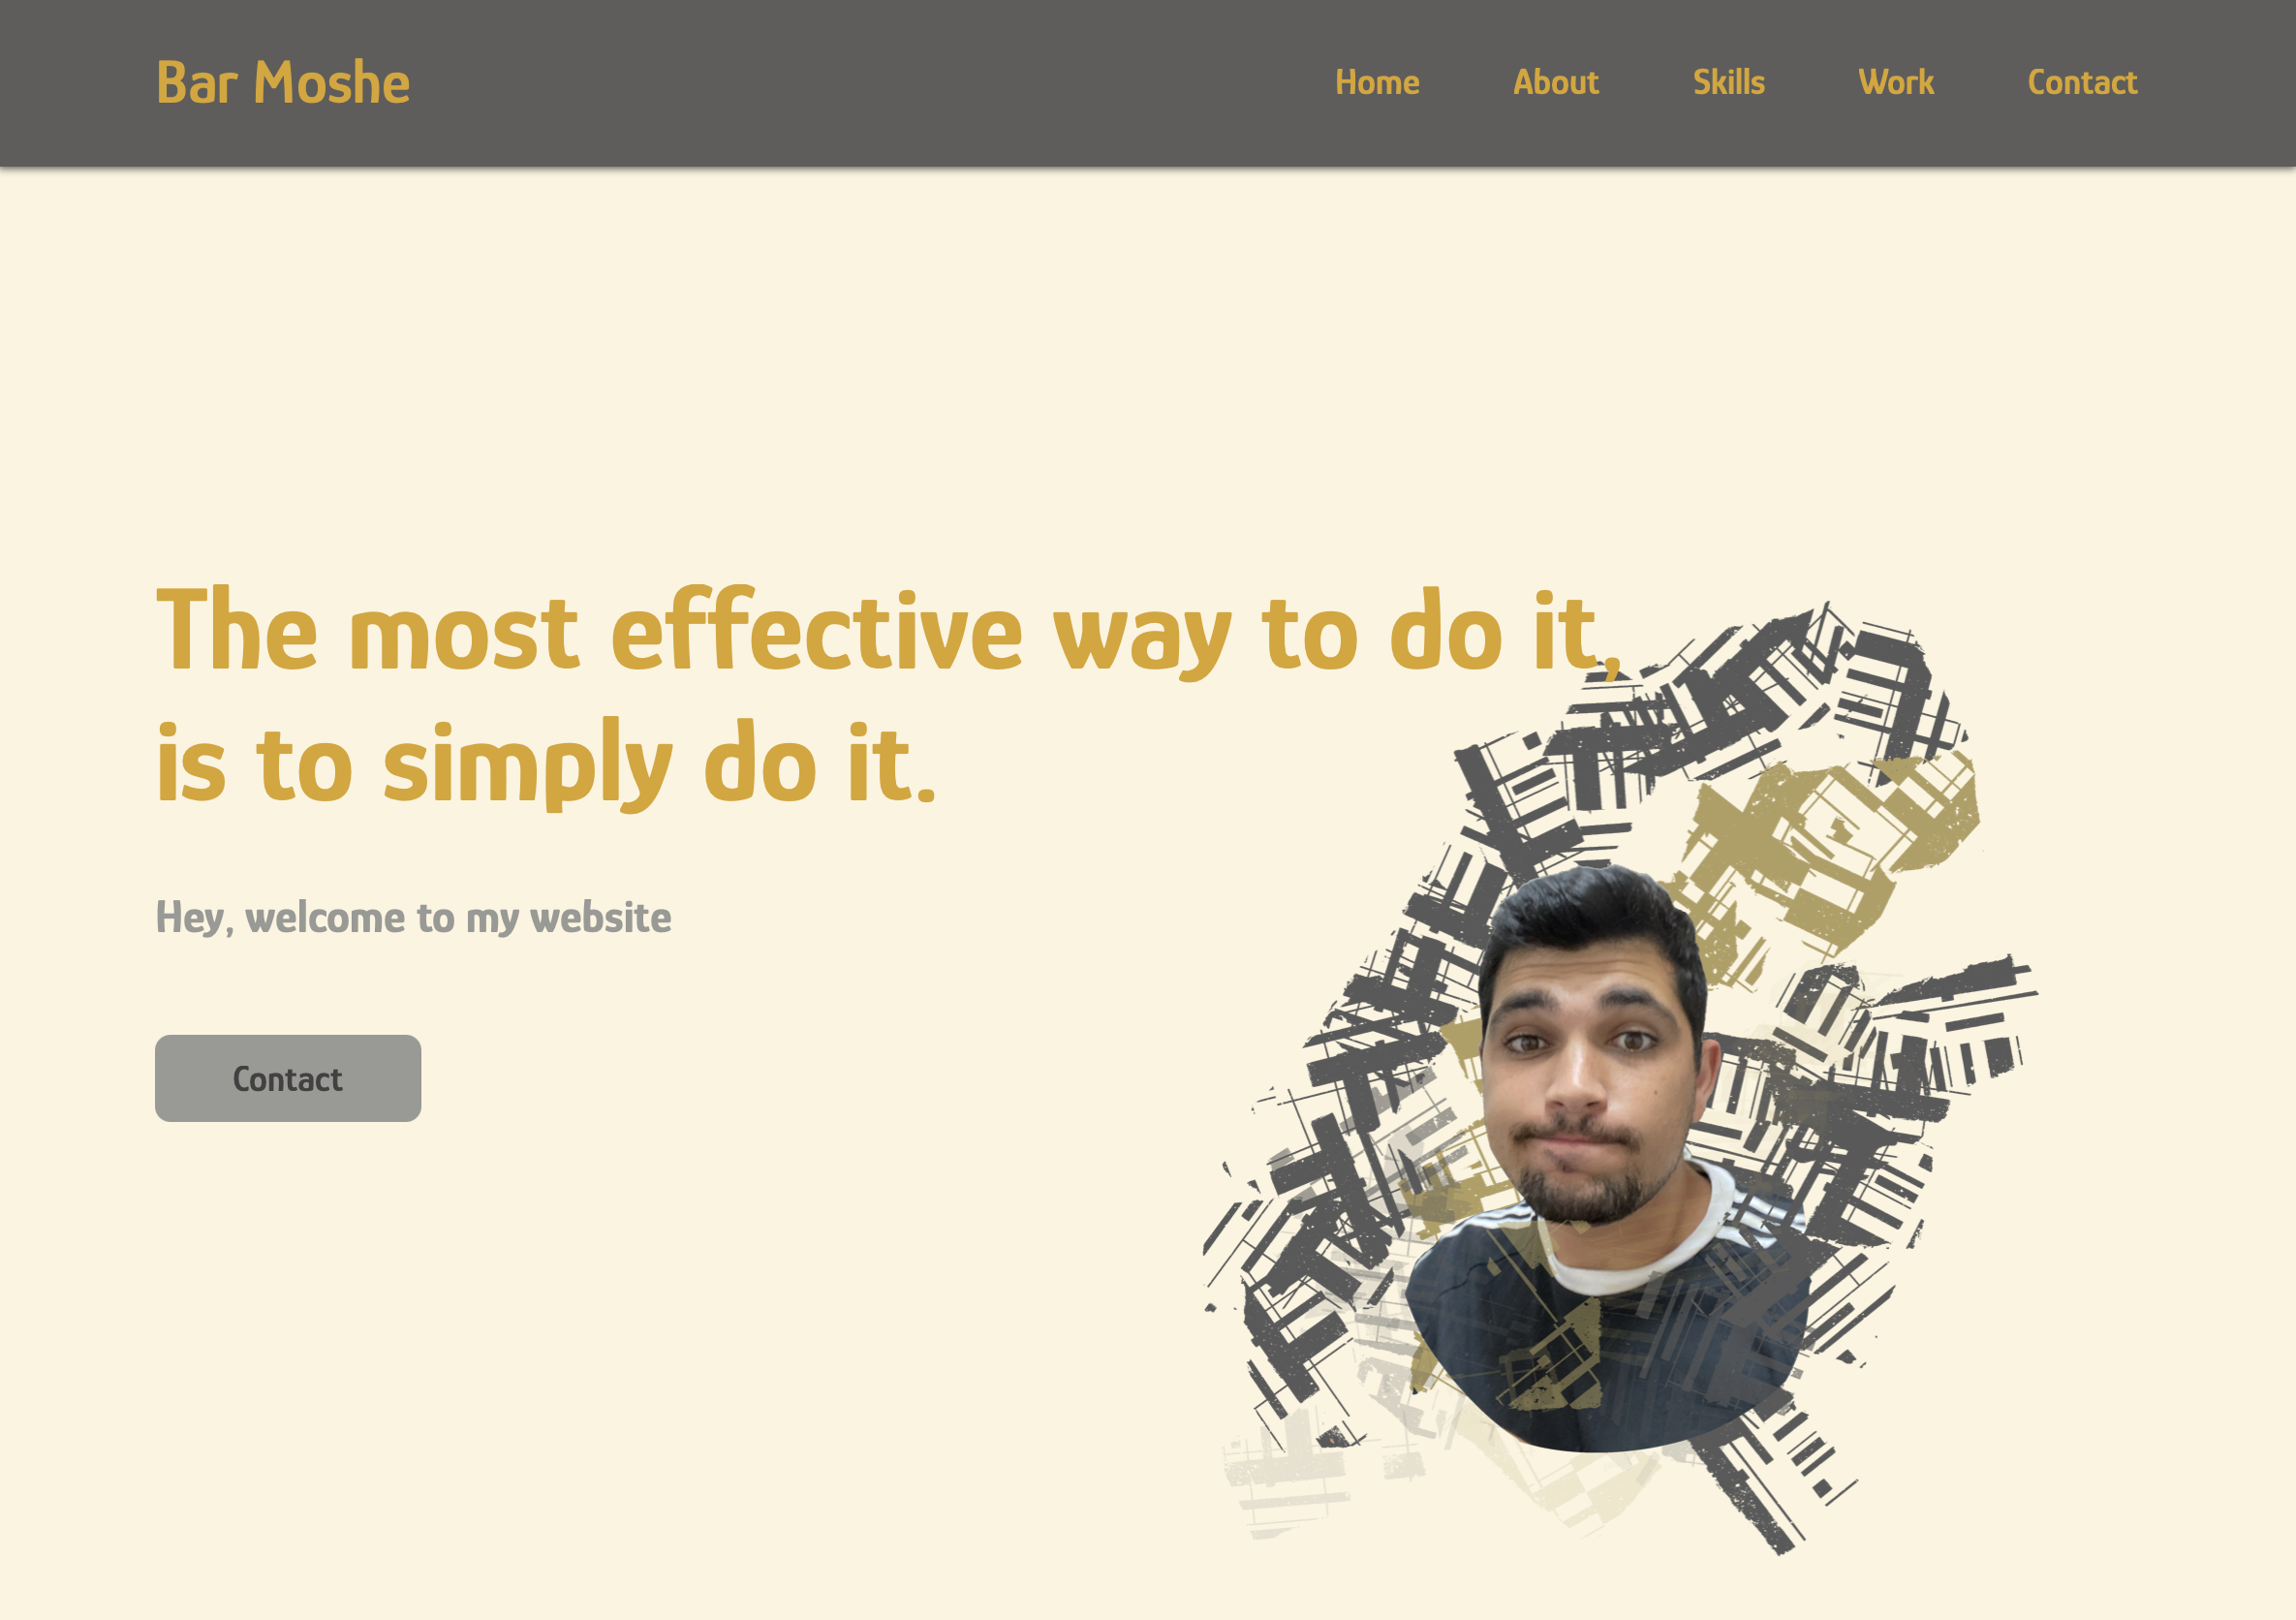 Bar Moshe
Home About Skills Work Contact
The most effective way to do it,
is to simply do it.
Hey, welcome to my website
Contact